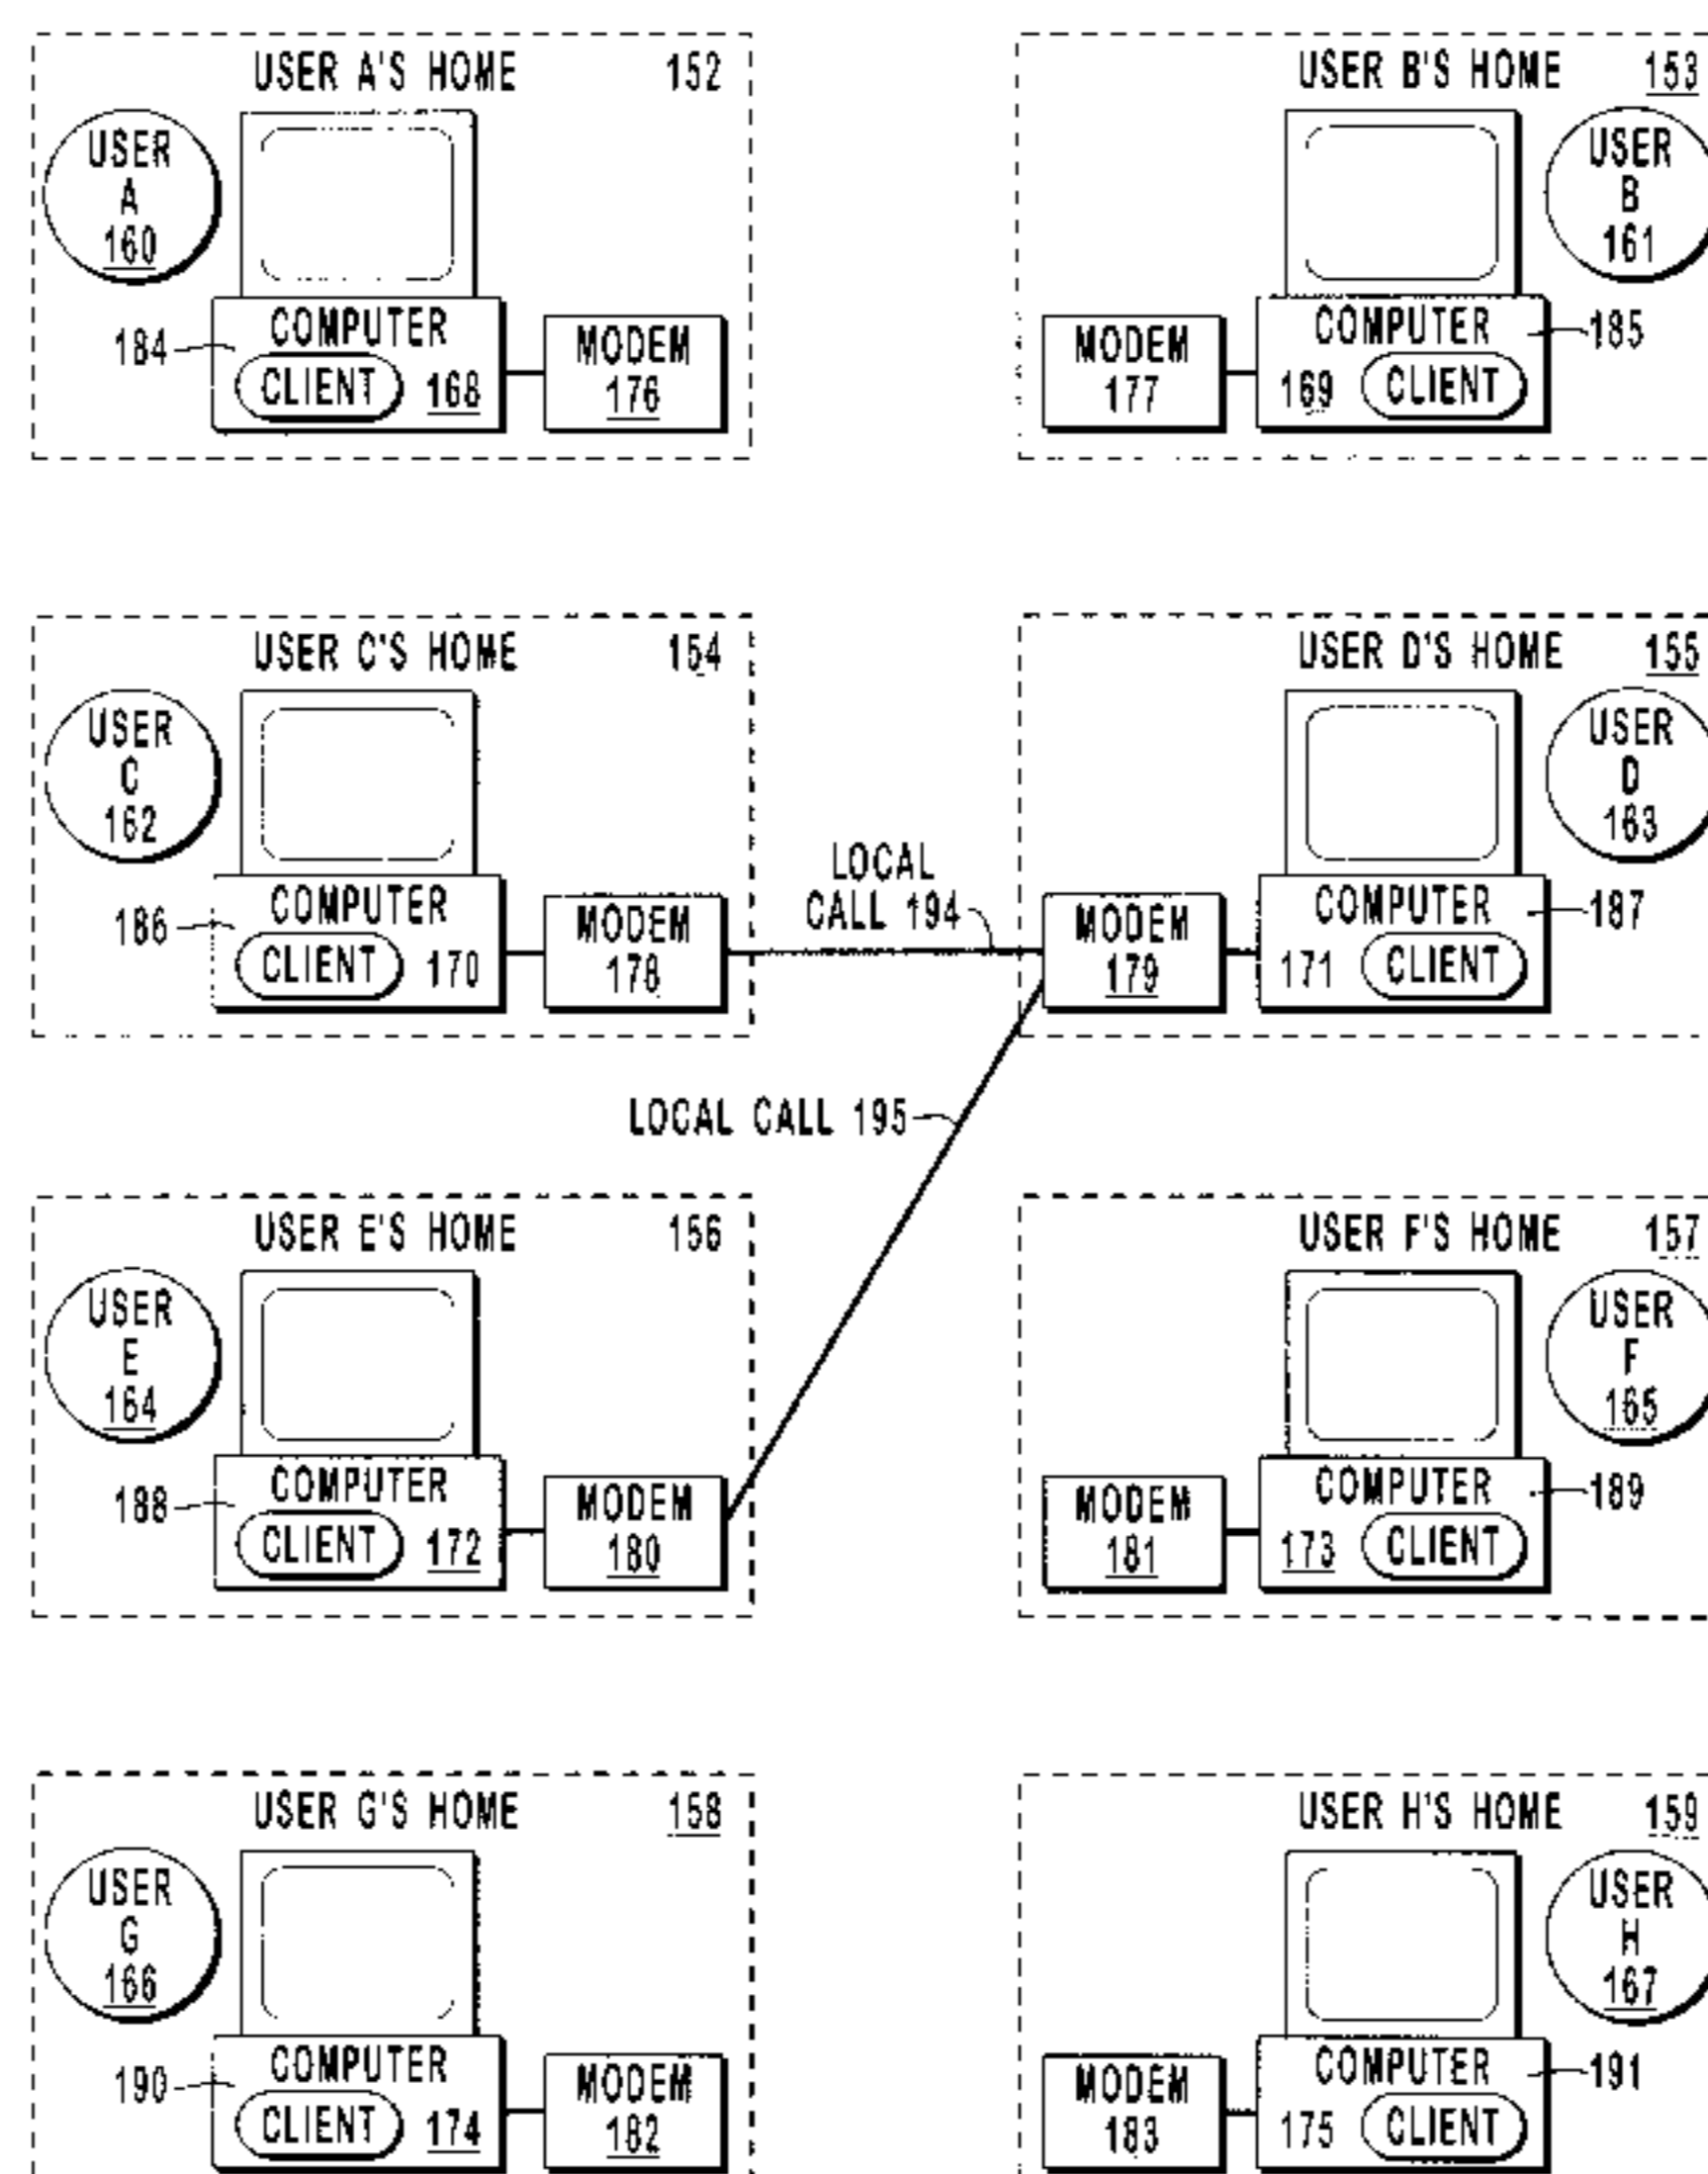 USER A'S HOME 152
USER
A
160
COMPUTER
184
CLIENT 168
MODEM
176
USER B'S HOME 153
USER
B
161
COMPUTER
185
169 CLIENT
MODEM
177
USER C'S HOME 154
USER
C
162
COMPUTER
186
CLIENT 170
MODEM
178
LOCAL
CALL 194
USER D'S HOME 155
USER
D
163
COMPUTER
187
171 CLIENT
MODEM
179
LOCAL CALL 195
USER E'S HOME 156
USER
E
164
COMPUTER
188
CLIENT 172
MODEM
180
USER F'S HOME 157
USER
F
165
COMPUTER
189
173 CLIENT
MODEM
181
USER G'S HOME 158
USER
G
166
COMPUTER
190
CLIENT 174
MODEM
182
USER H'S HOME 159
USER
H
167
COMPUTER
191
175 CLIENT
MODEM
183